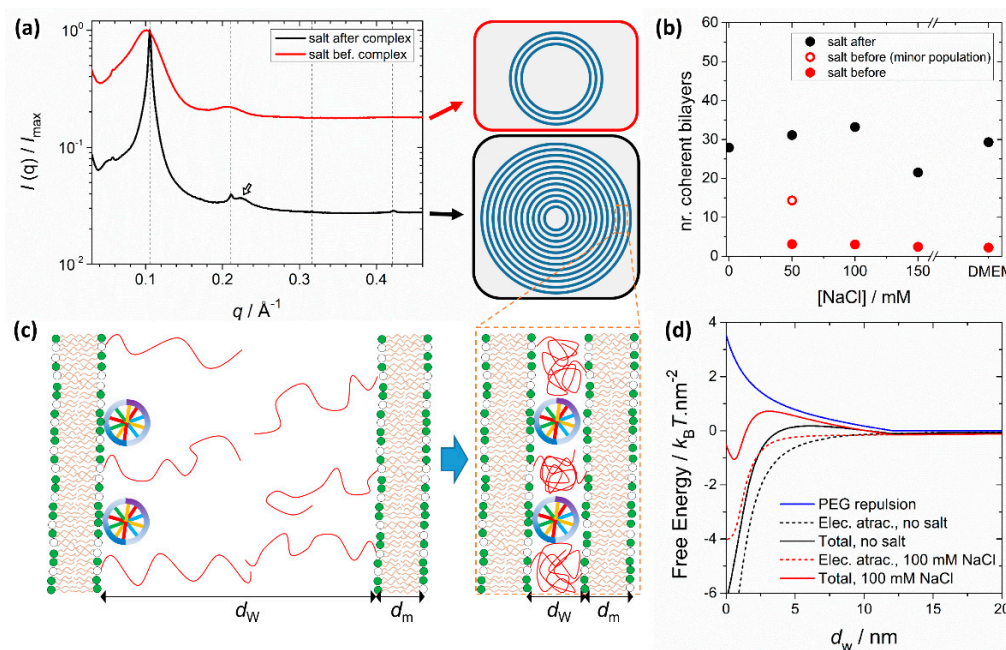 (a)
10⁰
10⁻¹
10⁻²
I (q) / I_max
salt after complex
salt bef. complex
0.1
0.2
0.3
0.4
q / Å⁻¹
(b)
60
50
40
30
20
10
0
nr. coherent bilayers
salt after
salt before (minor population)
salt before
0
50
100
150
DMEM
[NaCl] / mM
(c)
d_W
d_m
d_W
d_m
(d)
4
2
0
-2
-4
-6
Free Energy / k_BT.nm⁻²
PEG repulsion
Elec. atrac., no salt
Total, no salt
Elec. atrac., 100 mM NaCl
Total, 100 mM NaCl
0
5
10
15
20
d_w / nm